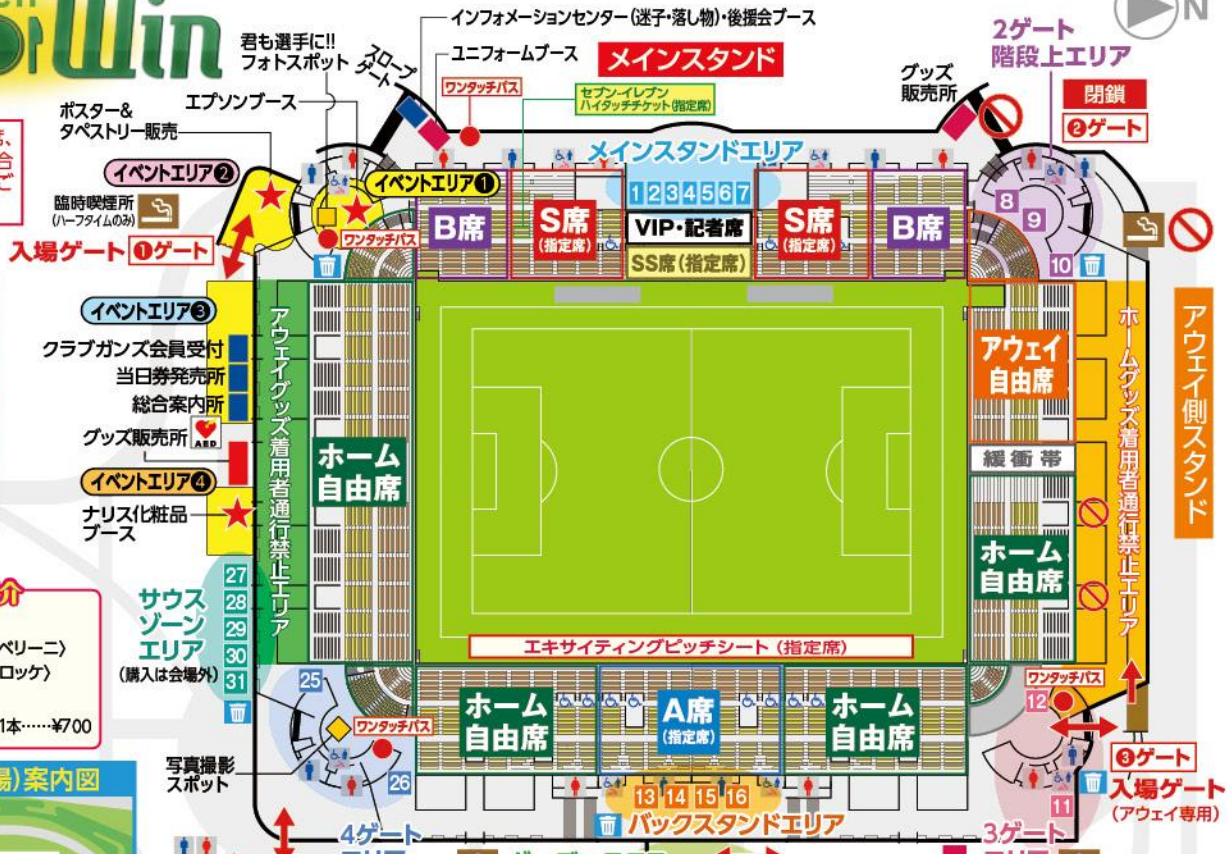 Win
君も選手に!!
フォトスポット
スロープ
ゲート
インフォメーションセンター(迷子・落し物)・後援会ブース
ユニフォームブース
メインスタンド
ワンタッチパス
セブン-イレブン
ハイタッチチケット(指定席)
グッズ
販売所
2ゲート
階段上エリア
N
閉鎖
❷ゲート
ポスター&
タペストリー販売
エプソンブース
イベントエリア❷
イベントエリア❶
メインスタンドエリア
臨時喫煙所
(ハーフタイムのみ)
入場ゲート ❶ゲート
ワンタッチパス
1 2 3 4 5 6 7
B席
S席
(指定席)
VIP・記者席
SS席(指定席)
S席
(指定席)
B席
8
9
10
イベントエリア❸
クラブガンズ会員受付
当日券発売所
総合案内所
グッズ販売所
AED
イベントエリア❹
ナリス化粧品
ブース
アウェイグッズ着用者通行禁止エリア
ホーム
自由席
アウェイ
自由席
緩衝帯
ホーム
自由席
ホームグッズ着用者通行禁止エリア
アウェイ側スタンド
サウス
ゾーン
エリア
(購入は会場外)
27
28
29
30
31
ベリーニ〉
ロッケ〉
1本……¥700
エキサイティングピッチシート(指定席)
25
ワンタッチパス
26
写真撮影
スポット
ホーム
自由席
A席
(指定席)
ホーム
自由席
ワンタッチパス
12
11
❸ゲート
入場ゲート
(アウェイ専用)
13 14 15 16
バックスタンドエリア
4ゲート
3ゲート
場)案内図